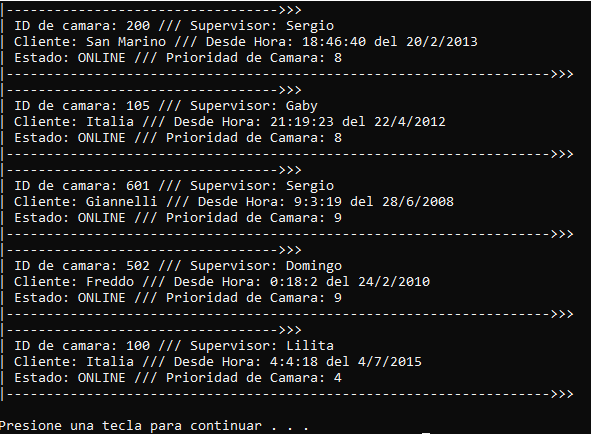 |---------------------------------->>>
| ID de camara: 200 /// Supervisor: Sergio
| Cliente: San Marino /// Desde Hora: 18:46:40 del 20/2/2013
| Estado: ONLINE /// Prioridad de Camara: 8
|-------------------------------------------------------------------->>>
|---------------------------------->>>
| ID de camara: 105 /// Supervisor: Gaby
| Cliente: Italia /// Desde Hora: 21:19:23 del 22/4/2012
| Estado: ONLINE /// Prioridad de Camara: 8
|-------------------------------------------------------------------->>>
|---------------------------------->>>
| ID de camara: 601 /// Supervisor: Sergio
| Cliente: Giannelli /// Desde Hora: 9:3:19 del 28/6/2008
| Estado: ONLINE /// Prioridad de Camara: 9
|-------------------------------------------------------------------->>>
|---------------------------------->>>
| ID de camara: 502 /// Supervisor: Domingo
| Cliente: Freddo /// Desde Hora: 0:18:2 del 24/2/2010
| Estado: ONLINE /// Prioridad de Camara: 9
|-------------------------------------------------------------------->>>
|---------------------------------->>>
| ID de camara: 100 /// Supervisor: Lilita
| Cliente: Italia /// Desde Hora: 4:4:18 del 4/7/2015
| Estado: ONLINE /// Prioridad de Camara: 4
|-------------------------------------------------------------------->>>
Presione una tecla para continuar . . .